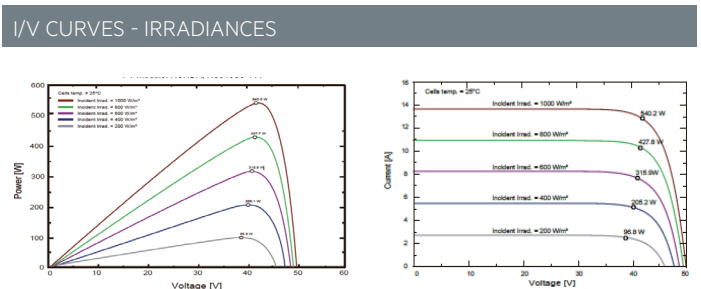 I/V CURVES - IRRADIANCES
Cells temp. = 25°C
Incident Irrad. = 1000 W/m²
Incident Irrad. = 800 W/m²
Incident Irrad. = 600 W/m²
Incident Irrad. = 400 W/m²
Incident Irrad. = 200 W/m²
600
500
400
300
200
100
0
Power [W]
0 10 20 30 40 50 60
Voltage [V]
Cells temp. = 25°C
Incident Irrad. = 1000 W/m²
540.2 W
Incident Irrad. = 800 W/m²
427.8 W
Incident Irrad. = 600 W/m²
315.9W
Incident Irrad. = 400 W/m²
205.2 W
Incident Irrad. = 200 W/m²
96.8 W
16
14
12
10
8
6
4
2
0
Current [A]
0 10 20 30 40 50
Voltage [V]